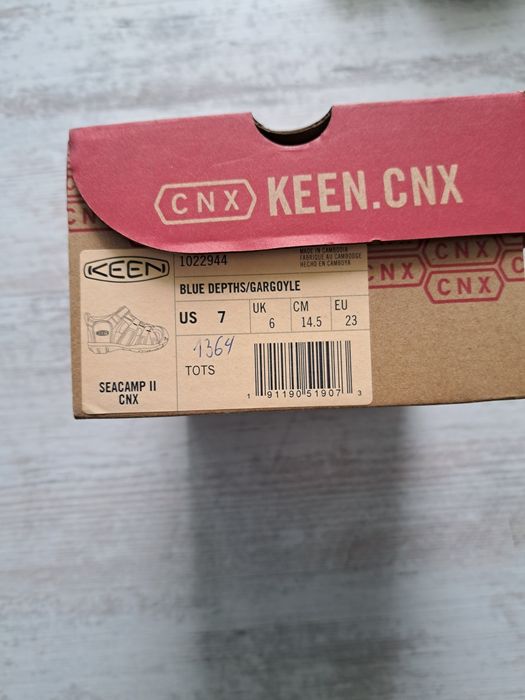 CNX KEEN.CNX
CNX
CNX
CNX
KEEN
1022944
MADE IN CAMBODIA
FABRIQUÉ AU CAMBODGE
HECHO EN CAMBOYA
BLUE DEPTHS/GARGOYLE
US 7
UK 6
CM 14.5
EU 23
1364
TOTS
SEACAMP II
CNX
1 91190 51907 3